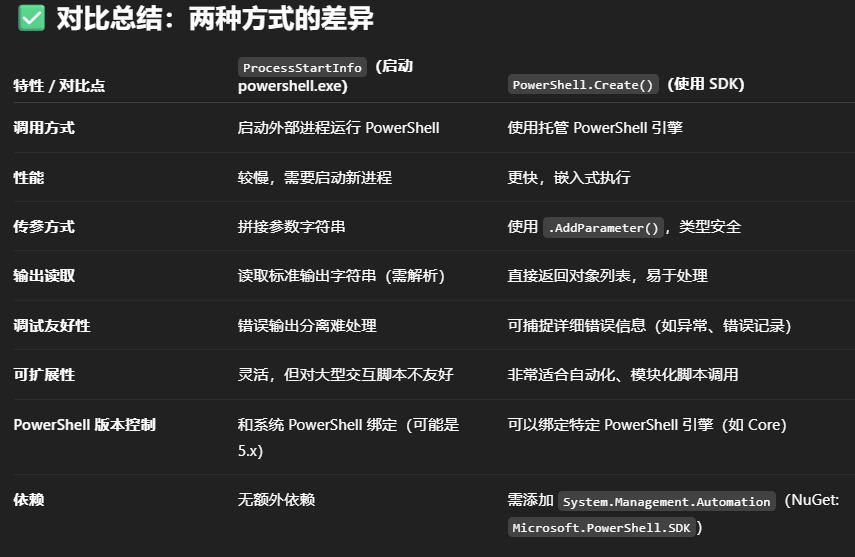 ✅ 对比总结：两种方式的差异
特性 / 对比点
ProcessStartInfo（启动
powershell.exe）
PowerShell.Create()（使用 SDK）
调用方式
启动外部进程运行 PowerShell
使用托管 PowerShell 引擎
性能
较慢，需要启动新进程
更快，嵌入式执行
传参方式
拼接参数字符串
使用 .AddParameter()，类型安全
输出读取
读取标准输出字符串（需解析）
直接返回对象列表，易于处理
调试友好性
错误输出分离难处理
可捕捉详细错误信息（如异常、错误记录）
可扩展性
灵活，但对大型交互脚本不友好
非常适合自动化、模块化脚本调用
PowerShell 版本控制
和系统 PowerShell 绑定（可能是
5.x）
可以绑定特定 PowerShell 引擎（如 Core）
依赖
无额外依赖
需添加 System.Management.Automation（NuGet:
Microsoft.PowerShell.SDK）